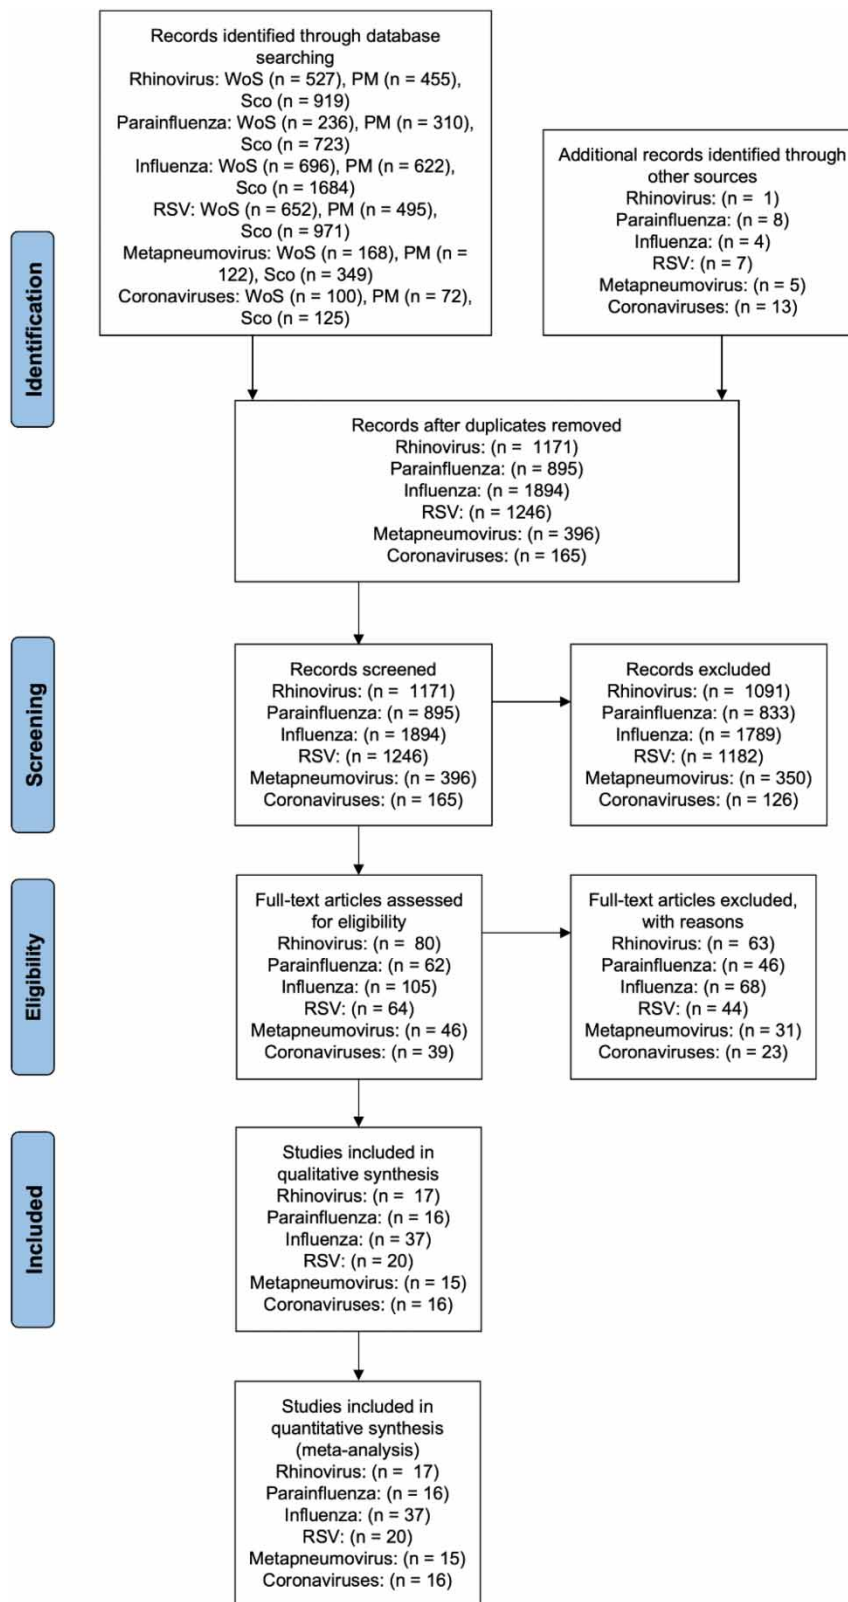 Records identified through database
searching
Rhinovirus: WoS (n = 527), PM (n = 455),
Sco (n = 919)
Parainfluenza: WoS (n = 236), PM (n = 310),
Sco (n = 723)
Influenza: WoS (n = 696), PM (n = 622),
Sco (n = 1684)
RSV: WoS (n = 652), PM (n = 495),
Sco (n = 971)
Metapneumovirus: WoS (n = 168), PM (n =
122), Sco (n = 349)
Coronaviruses: WoS (n = 100), PM (n = 72),
Sco (n = 125)
Additional records identified through
other sources
Rhinovirus: (n = 1)
Parainfluenza: (n = 8)
Influenza: (n = 4)
RSV: (n = 7)
Metapneumovirus: (n = 5)
Coronaviruses: (n = 13)
Identification
Records after duplicates removed
Rhinovirus: (n = 1171)
Parainfluenza: (n = 895)
Influenza: (n = 1894)
RSV: (n = 1246)
Metapneumovirus: (n = 396)
Coronaviruses: (n = 165)
Screening
Records screened
Rhinovirus: (n = 1171)
Parainfluenza: (n = 895)
Influenza: (n = 1894)
RSV: (n = 1246)
Metapneumovirus: (n = 396)
Coronaviruses: (n = 165)
Records excluded
Rhinovirus: (n = 1091)
Parainfluenza: (n = 833)
Influenza: (n = 1789)
RSV: (n = 1182)
Metapneumovirus: (n = 350)
Coronaviruses: (n = 126)
Eligibility
Full-text articles assessed
for eligibility
Rhinovirus: (n = 80)
Parainfluenza: (n = 62)
Influenza: (n = 105)
RSV: (n = 64)
Metapneumovirus: (n = 46)
Coronaviruses: (n = 39)
Full-text articles excluded,
with reasons
Rhinovirus: (n = 63)
Parainfluenza: (n = 46)
Influenza: (n = 68)
RSV: (n = 44)
Metapneumovirus: (n = 31)
Coronaviruses: (n = 23)
Included
Studies included in
qualitative synthesis
Rhinovirus: (n = 17)
Parainfluenza: (n = 16)
Influenza: (n = 37)
RSV: (n = 20)
Metapneumovirus: (n = 15)
Coronaviruses: (n = 16)
Studies included in
quantitative synthesis
(meta-analysis)
Rhinovirus: (n = 17)
Parainfluenza: (n = 16)
Influenza: (n = 37)
RSV: (n = 20)
Metapneumovirus: (n = 15)
Coronaviruses: (n = 16)